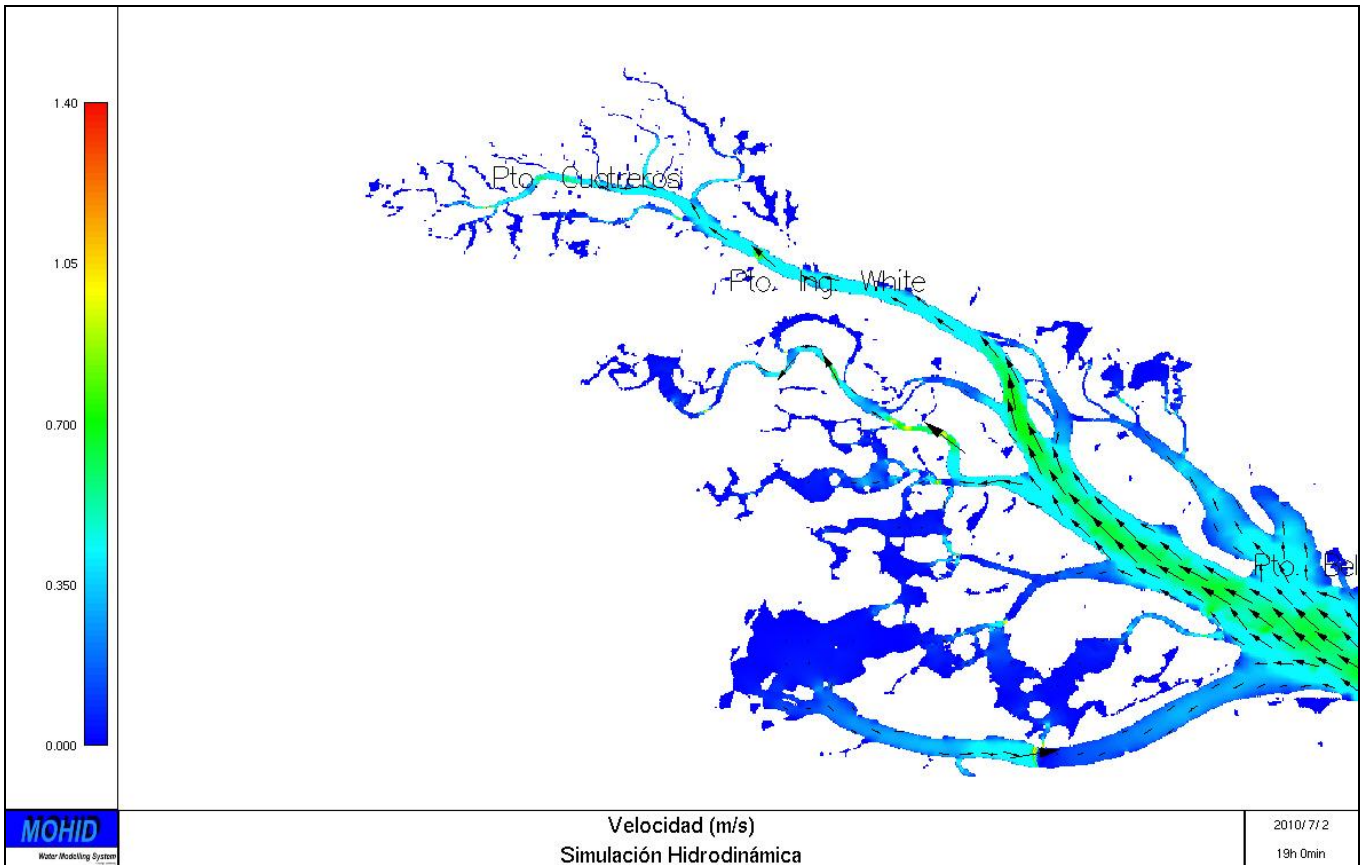 1.40
1.05
0.700
0.350
0.000
Pto. Cuatreros
Pto. Ing. White
Pto. Bel
MOHID
Water Modelling System
Velocidad (m/s)
Simulación Hidrodinámica
2010/7/2
19h 0min